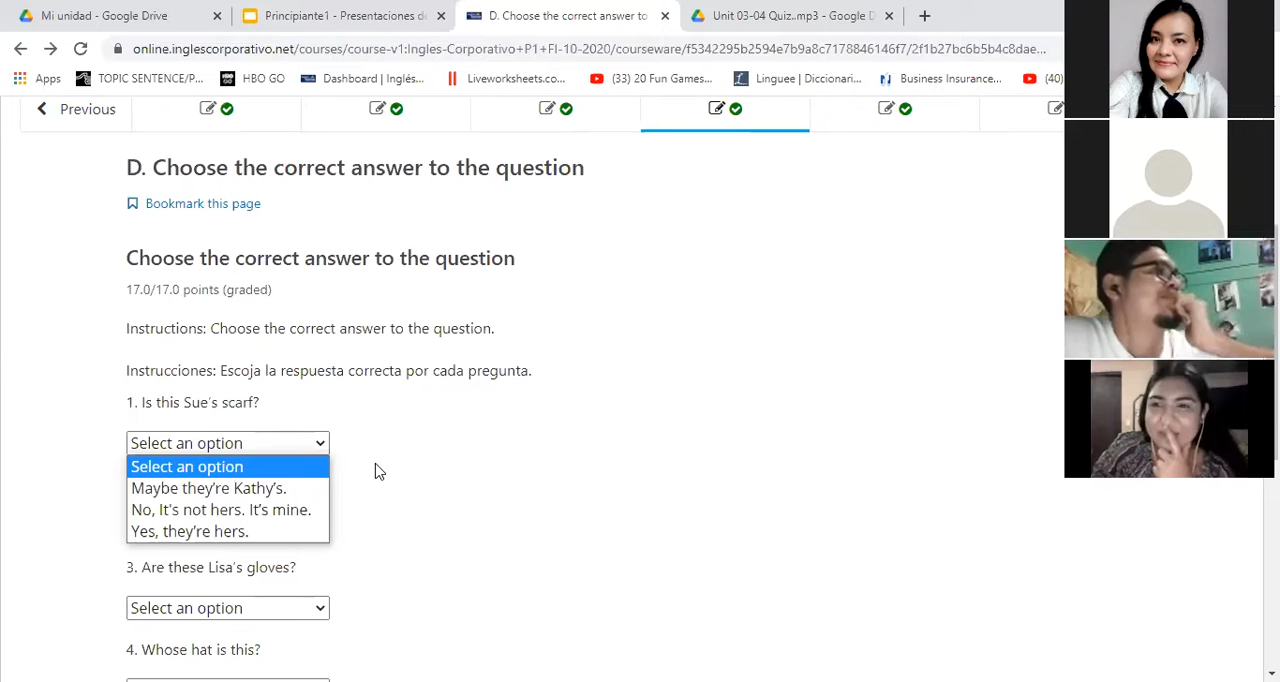 Mi unidad - Google Drive
Principiante1 - Presentaciones de
D. Choose the correct answer to
Unit 03-04 Quiz..mp3 - Google D
online.inglescorporativo.net/courses/course-v1:Ingles-Corporativo+P1+FI-10-2020/courseware/f5342295b2594e7b9a8c7178846146f7/2f1b27bc6b5b4c8dae...
Apps
TOPIC SENTENCE/P...
HBO GO
Dashboard | Inglés...
Liveworksheets.co...
(33) 20 Fun Games...
Linguee | Diccionari...
Business Insurance...
(40)
Previous
D. Choose the correct answer to the question
Bookmark this page
Choose the correct answer to the question
17.0/17.0 points (graded)
Instructions: Choose the correct answer to the question.
Instrucciones: Escoja la respuesta correcta por cada pregunta.
1. Is this Sue's scarf?
Select an option
Select an option
Maybe they're Kathy's.
No, It's not hers. It's mine.
Yes, they're hers.
3. Are these Lisa's gloves?
Select an option
4. Whose hat is this?